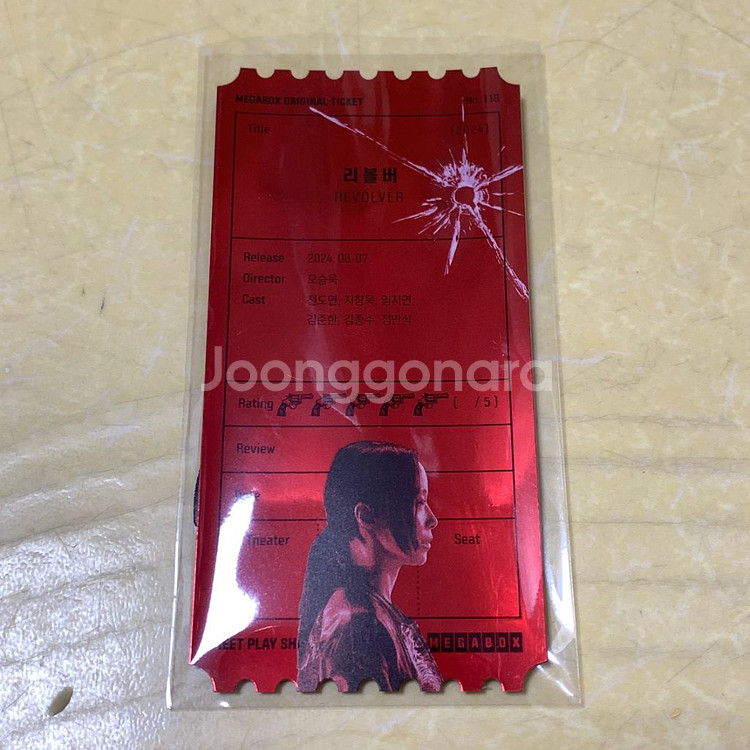 MEGABOX ORIGINAL TICKET
No.110
Title
(2024)
리볼버
REVOLVER
Release 2024. 08. 07
Director 오승욱
Cast 전도연, 지창욱, 임지연,
김준한, 김종수, 정만식
Joonggonara
Rating ( / 5 )
Review
Theater
Seat
MEET PLAY
MEGABOX